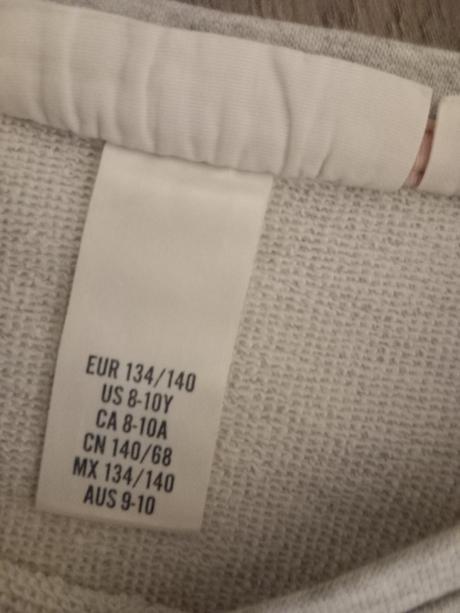 EUR 134/140
US 8-10Y
CA 8-10A
CN 140/68
MX 134/140
AUS 9-10